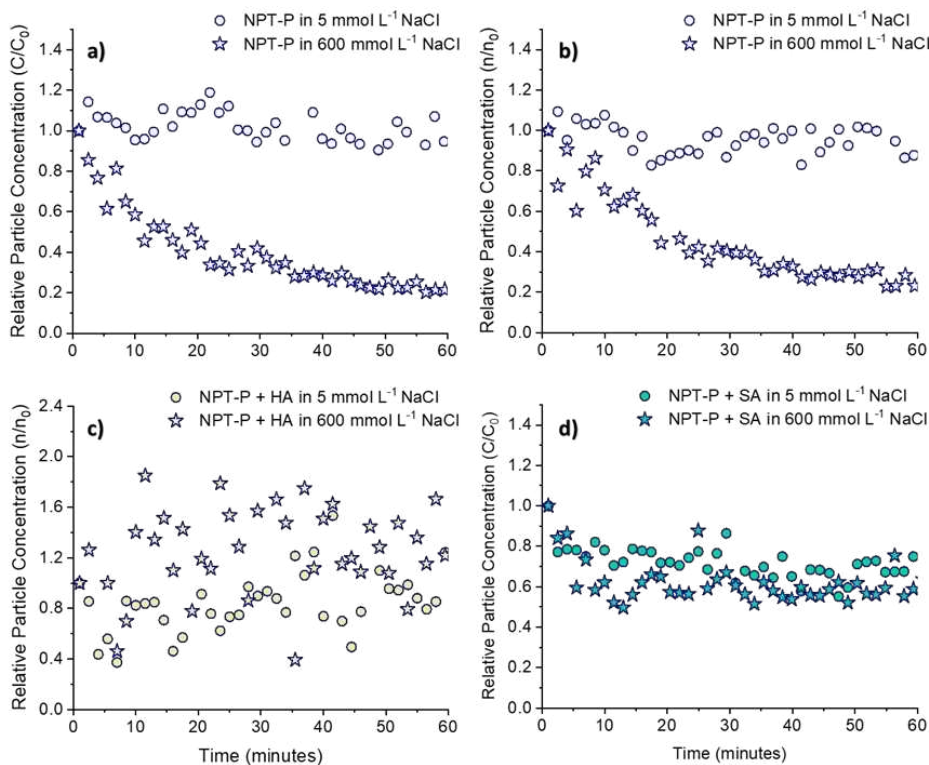 NPT-P in 5 mmol L⁻¹ NaCl
NPT-P in 600 mmol L⁻¹ NaCl
a)
Relative Particle Concentration (C/C₀)
1.4
1.2
1.0
0.8
0.6
0.4
0.2
0.0
0 10 20 30 40 50 60
NPT-P in 5 mmol L⁻¹ NaCl
NPT-P in 600 mmol L⁻¹ NaCl
b)
Relative Particle Concentration (n/n₀)
1.4
1.2
1.0
0.8
0.6
0.4
0.2
0.0
0 10 20 30 40 50 60
NPT-P + HA in 5 mmol L⁻¹ NaCl
NPT-P + HA in 600 mmol L⁻¹ NaCl
c)
Relative Particle Concentration (n/n₀)
2.4
2.0
1.6
1.2
0.8
0.4
0.0
0 10 20 30 40 50 60
Time (minutes)
NPT-P + SA in 5 mmol L⁻¹ NaCl
NPT-P + SA in 600 mmol L⁻¹ NaCl
d)
Relative Particle Concentration (C/C₀)
1.4
1.2
1.0
0.8
0.6
0.4
0.2
0.0
0 10 20 30 40 50 60
Time (minutes)